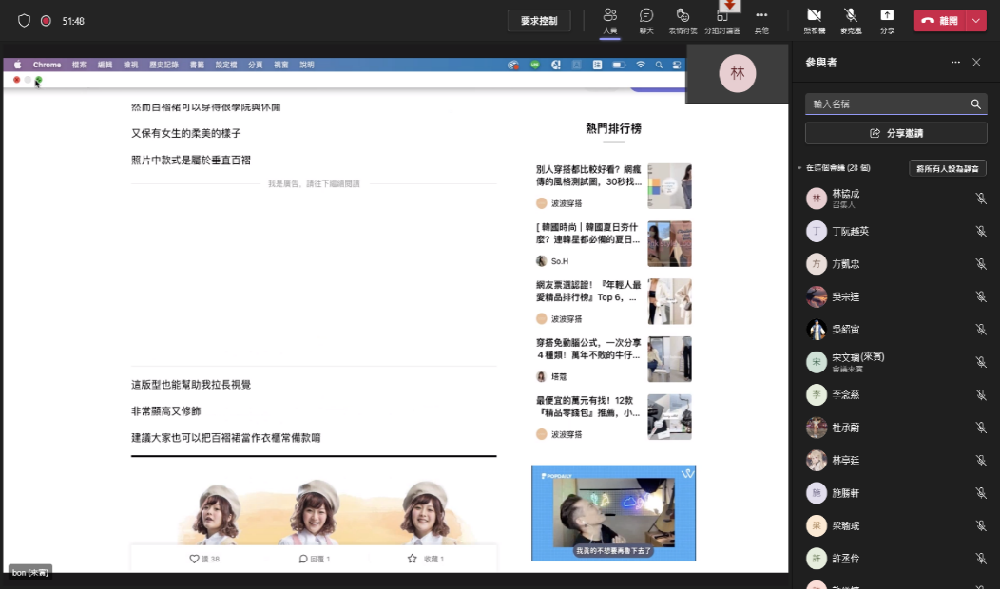 51:48
要求控制
人員
聊天
表情符號
分組討論區
其他
照相機
麥克風
分享
離開
Chrome 檔案 編輯 檢視 歷史記錄 書籤 設定檔 分頁 視窗 說明
然而百褶裙可以穿得很學院與休閒
又保有女生的柔美的樣子
照片中款式是屬於垂直百褶
我是廣告，請往下繼續閱讀
這版型也能幫助我拉長視覺
非常顯高又修飾
建議大家也可以把百褶裙當作衣櫃常備款唷
讚 38
回覆 1
收藏 1
bon (來賓)
熱門排行榜
別人穿搭都比較好看？網瘋
傳的風格測試圖，30秒找...
波波穿搭
[ 韓國時尚 | 韓國夏日夯什
麼？連韓星都必備的夏日...
So.H
網友票選認證！『年輕人最
愛精品排行榜』Top 6，...
波波穿搭
穿搭免動腦公式，一次分享
4 種類！萬年不敗的牛仔...
塔蔻
最便宜的萬元有找！12款
『精品零錢包』推薦，小...
波波穿搭
POPDAILY
我真的不想要再魯下去了
林
參與者
輸入名稱
分享邀請
在這個會議 (28 個)
將所有人設為靜音
林 林協成
召集人
丁 丁阮越英
方 方凱忠
吳宗達
吳紹寅
宋 宋文璃(來賓)
會議來賓
李 李念慈
杜承蔚
林亭廷
施 施勝軒
梁 梁瑜珉
許 許丞伶